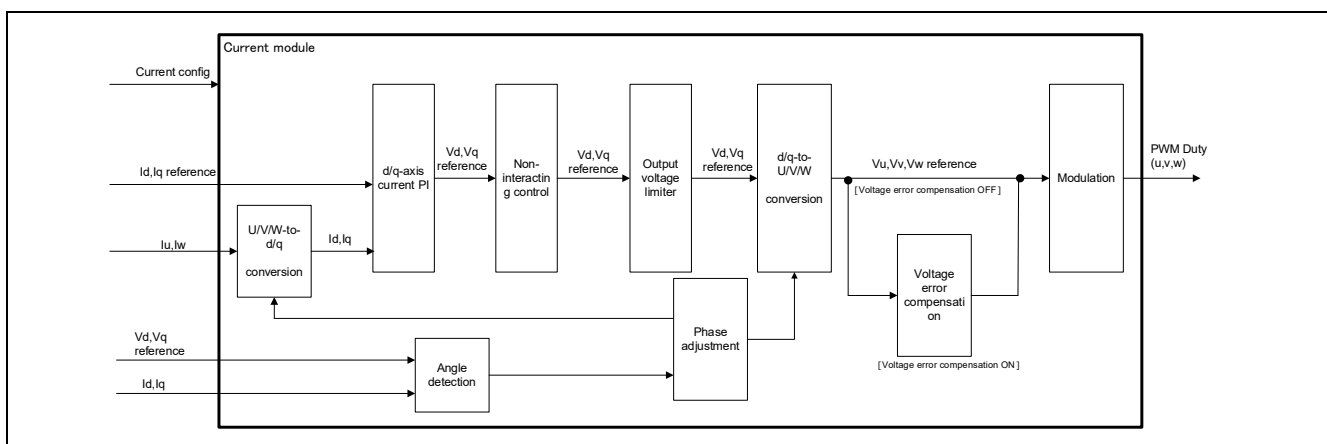 Current module
Current config
Id,Iq reference
Iu,Iw
U/V/W-to-
d/q
conversion
Id,Iq
d/q-axis
current PI
Vd,Vq
reference
Non-
interactin
g control
Vd,Vq
reference
Output
voltage
limiter
Vd,Vq
reference
d/q-to-
U/V/W
conversion
Vu,Vv,Vw reference
[Voltage error compensation OFF]
Voltage
error
compensati
on
[Voltage error compensation ON]
Modulation
PWM Duty
(u,v,w)
Vd,Vq
reference
Id,Iq
Angle
detection
Phase
adjustment